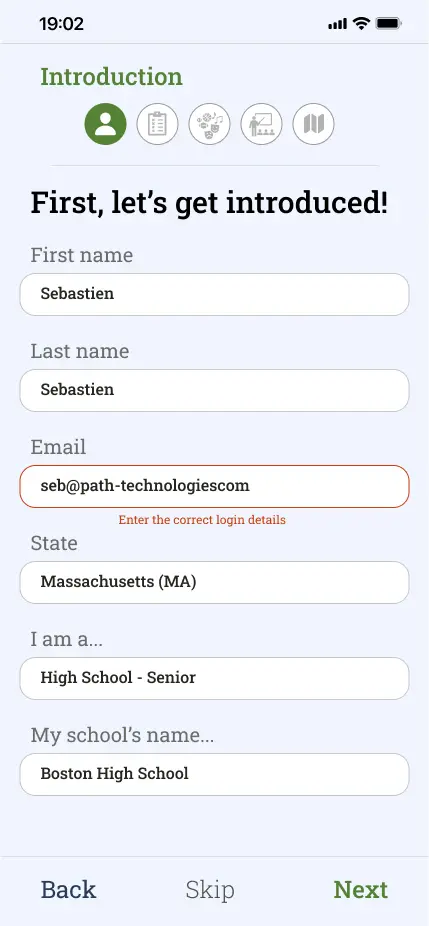 19:02
Introduction
First, let’s get introduced!
First name
Sebastien
Last name
Sebastien
Email
seb@path-technologiescom
Enter the correct login details
State
Massachusetts (MA)
I am a...
High School - Senior
My school’s name...
Boston High School
Back Skip Next